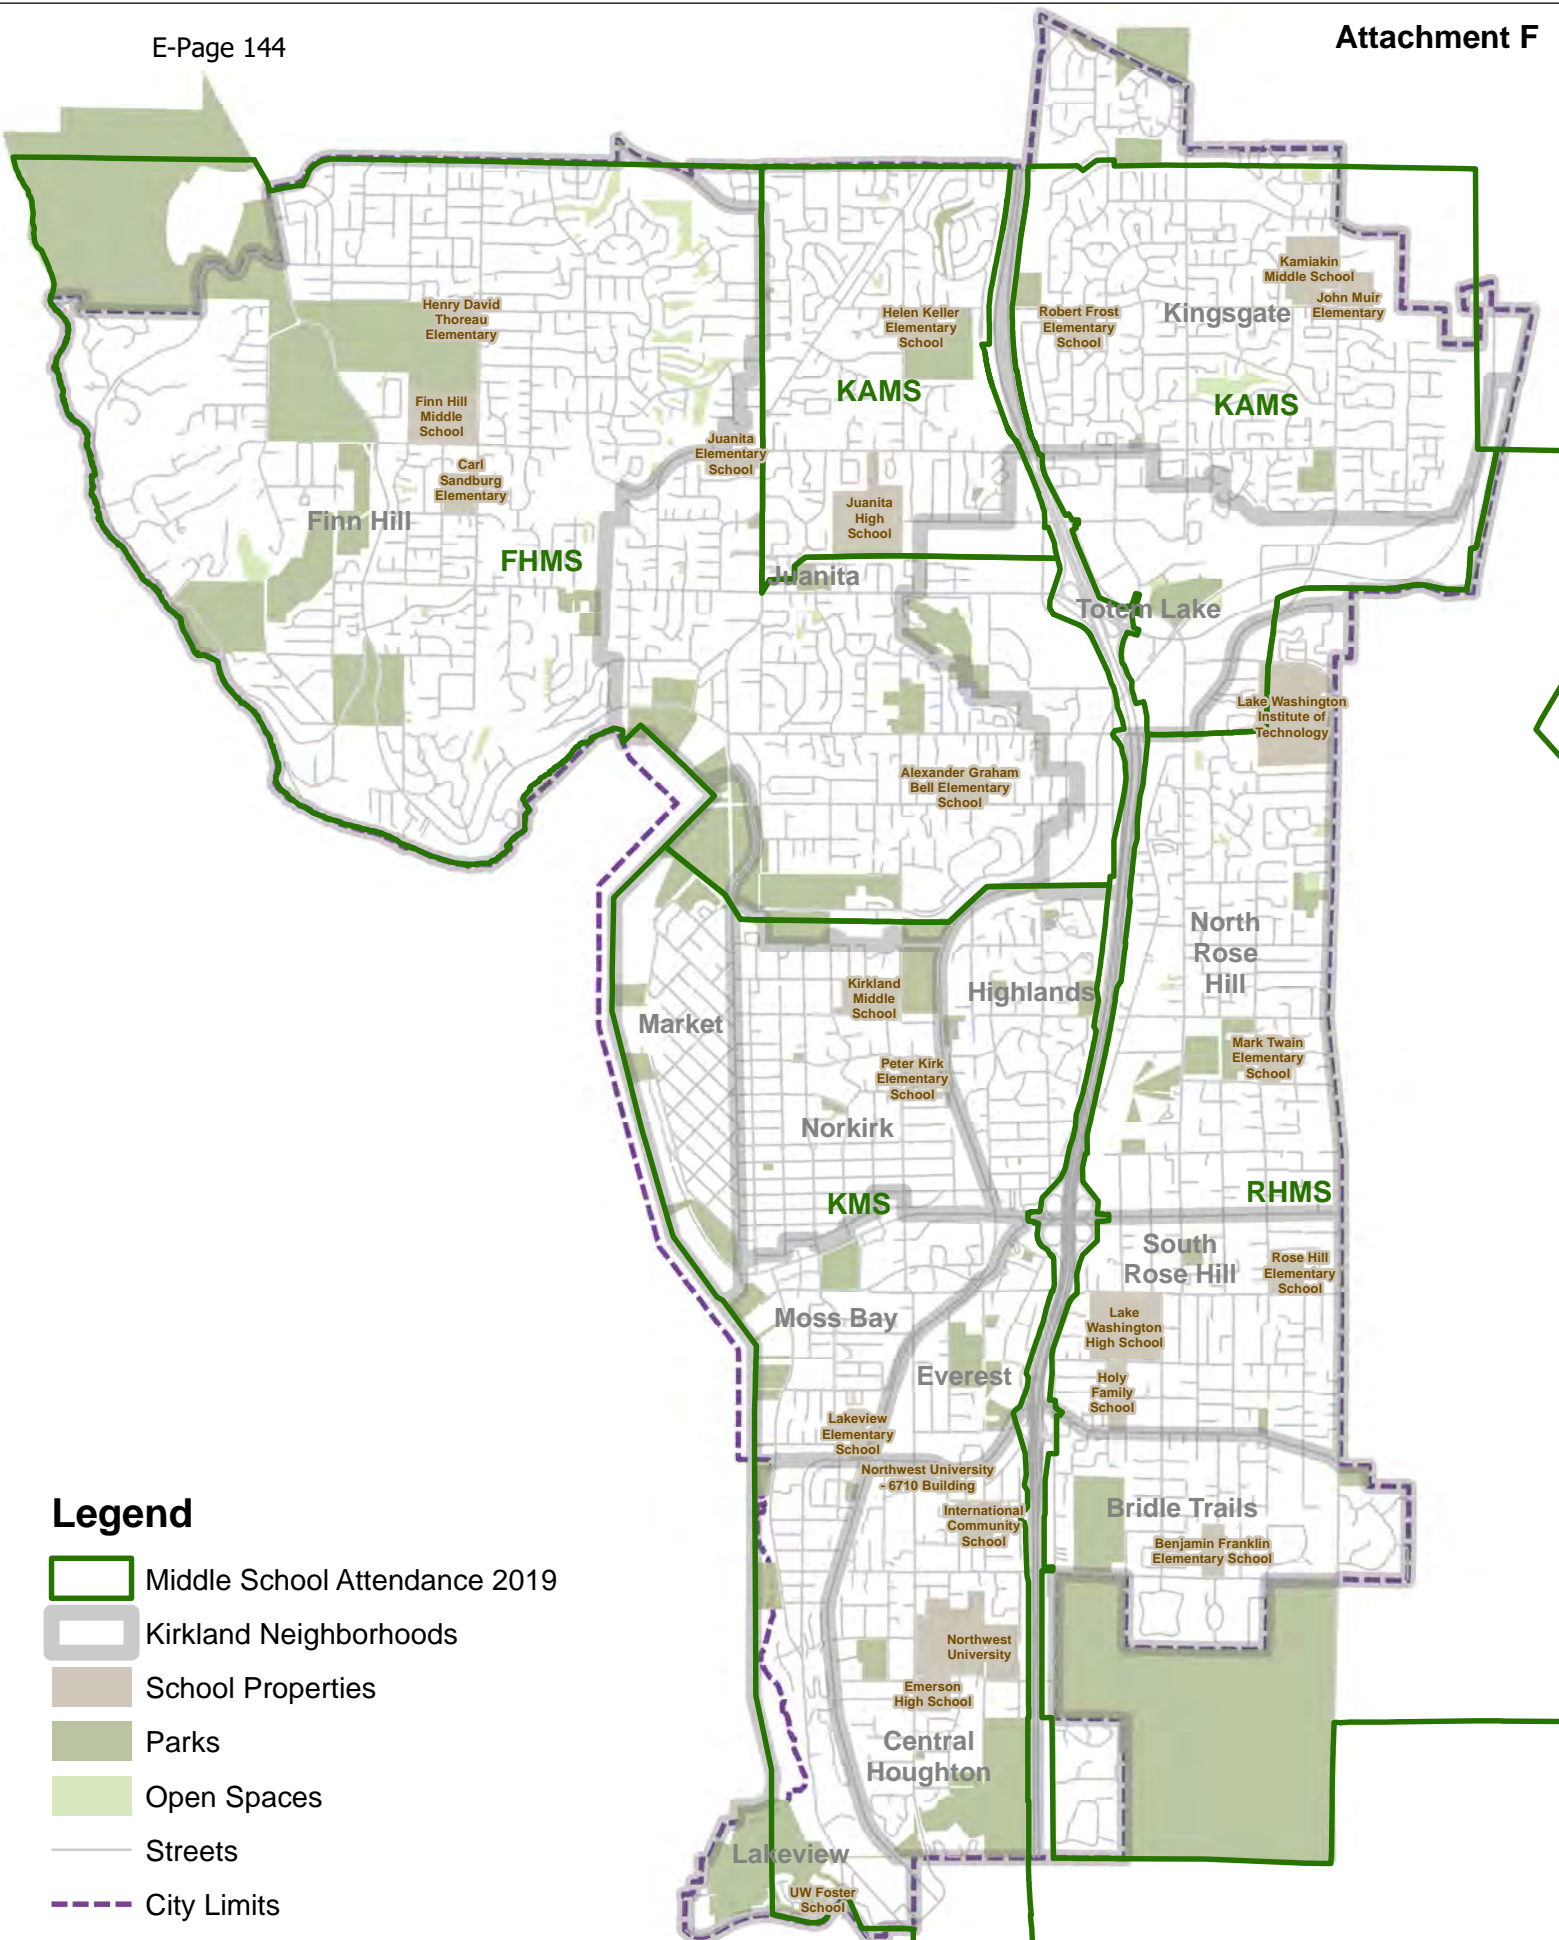 E-Page 144
Attachment F
Henry David
Thoreau
Elementary
Finn Hill
Middle
School
Carl
Sandburg
Elementary
Finn Hill
FHMS
Juanita
Elementary
School
Helen Keller
Elementary
School
KAMS
Juanita
High
School
Juanita
Robert Frost
Elementary
School
Kingsgate
Kamiakin
Middle School
John Muir
Elementary
KAMS
Totem Lake
Lake Washington
Institute of
Technology
Alexander Graham
Bell Elementary
School
North
Rose
Hill
Highlands
Kirkland
Middle
School
Market
Peter Kirk
Elementary
School
Mark Twain
Elementary
School
Norkirk
KMS
RHMS
South
Rose Hill
Rose Hill
Elementary
School
Moss Bay
Lake
Washington
High School
Everest
Holy
Family
School
Lakeview
Elementary
School
Northwest University
- 6710 Building
International
Community
School
Bridle Trails
Benjamin Franklin
Elementary School
Northwest
University
Emerson
High School
Central
Houghton
Lakeview
UW Foster
School
Legend
Middle School Attendance 2019
Kirkland Neighborhoods
School Properties
Parks
Open Spaces
Streets
City Limits